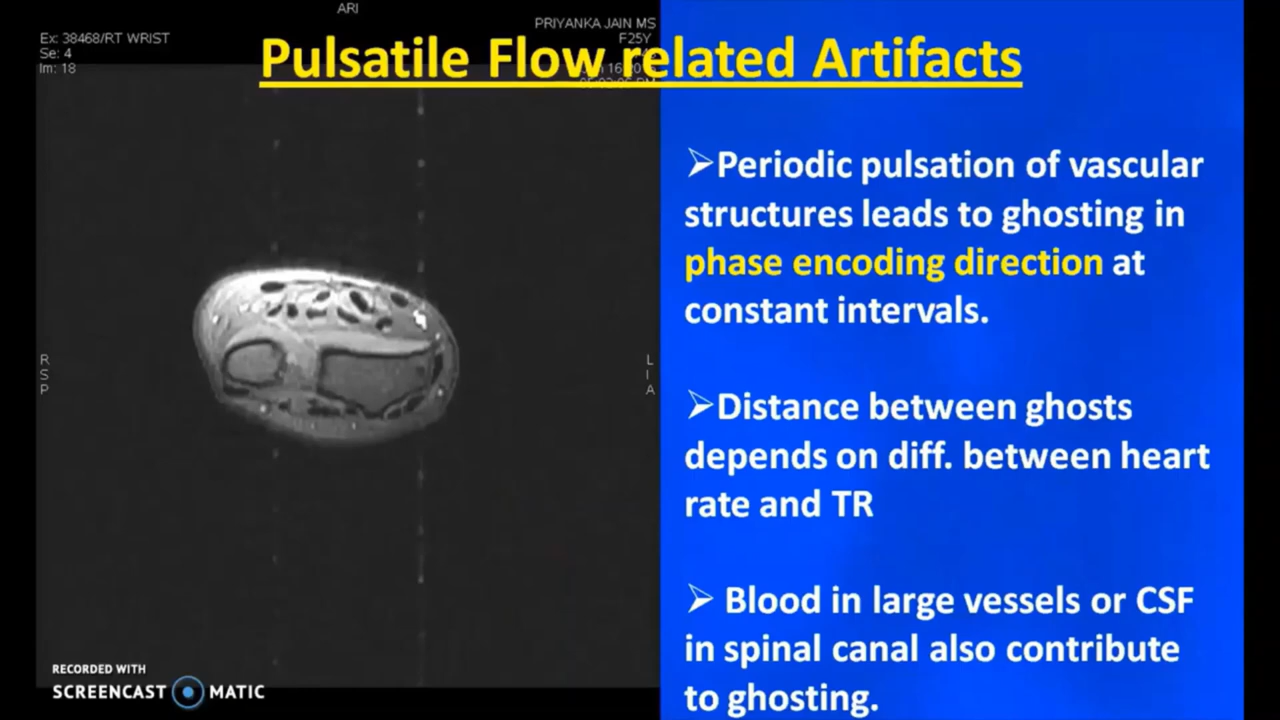 ARI
PRIYANKA JAIN MS
Ex: 38468/RT WRIST
F25Y
Se: 4
Im: 18
Pulsatile Flow related Artifacts
➢Periodic pulsation of vascular
structures leads to ghosting in
phase encoding direction at
constant intervals.
➢Distance between ghosts
depends on diff. between heart
rate and TR
➢ Blood in large vessels or CSF
in spinal canal also contribute
to ghosting.
R
S
P
L
I
A
RECORDED WITH
SCREENCAST MATIC